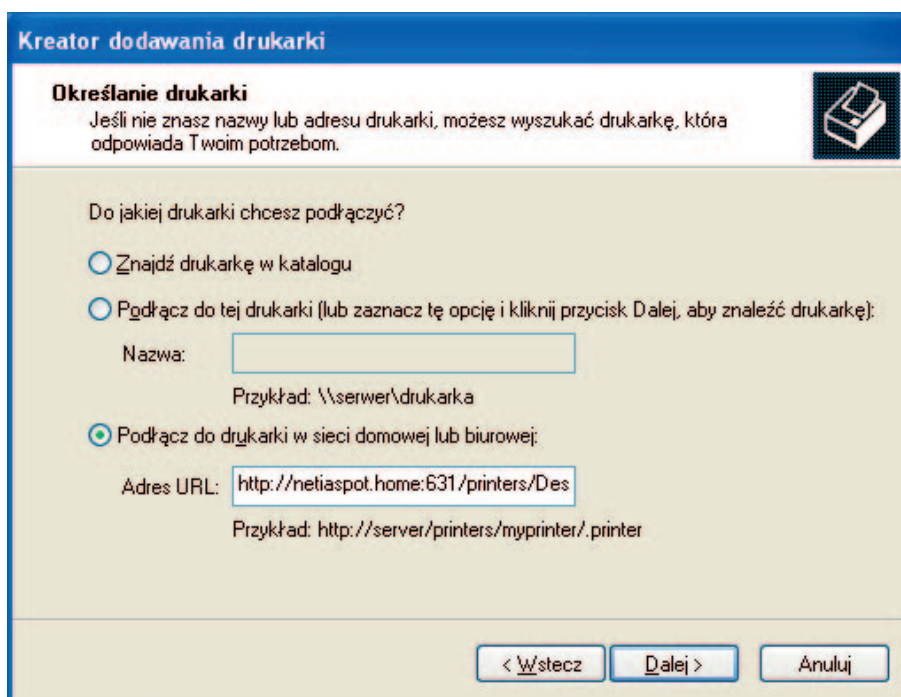 Kreator dodawania drukarki
Określanie drukarki
Jeśli nie znasz nazwy lub adresu drukarki, możesz wyszukać drukarkę, która
odpowiada Twoim potrzebom.
Do jakiej drukarki chcesz podłączyć?
Znajdź drukarkę w katalogu
Podłącz do tej drukarki (lub zaznacz tę opcję i kliknij przycisk Dalej, aby znaleźć drukarkę):
Nazwa:
Przykład: \\serwer\drukarka
Podłącz do drukarki w sieci domowej lub biurowej:
Adres URL: http://netiaspot.home:631/printers/Des
Przykład: http://server/printers/myprinter/.printer
< Wstecz Dalej > Anuluj